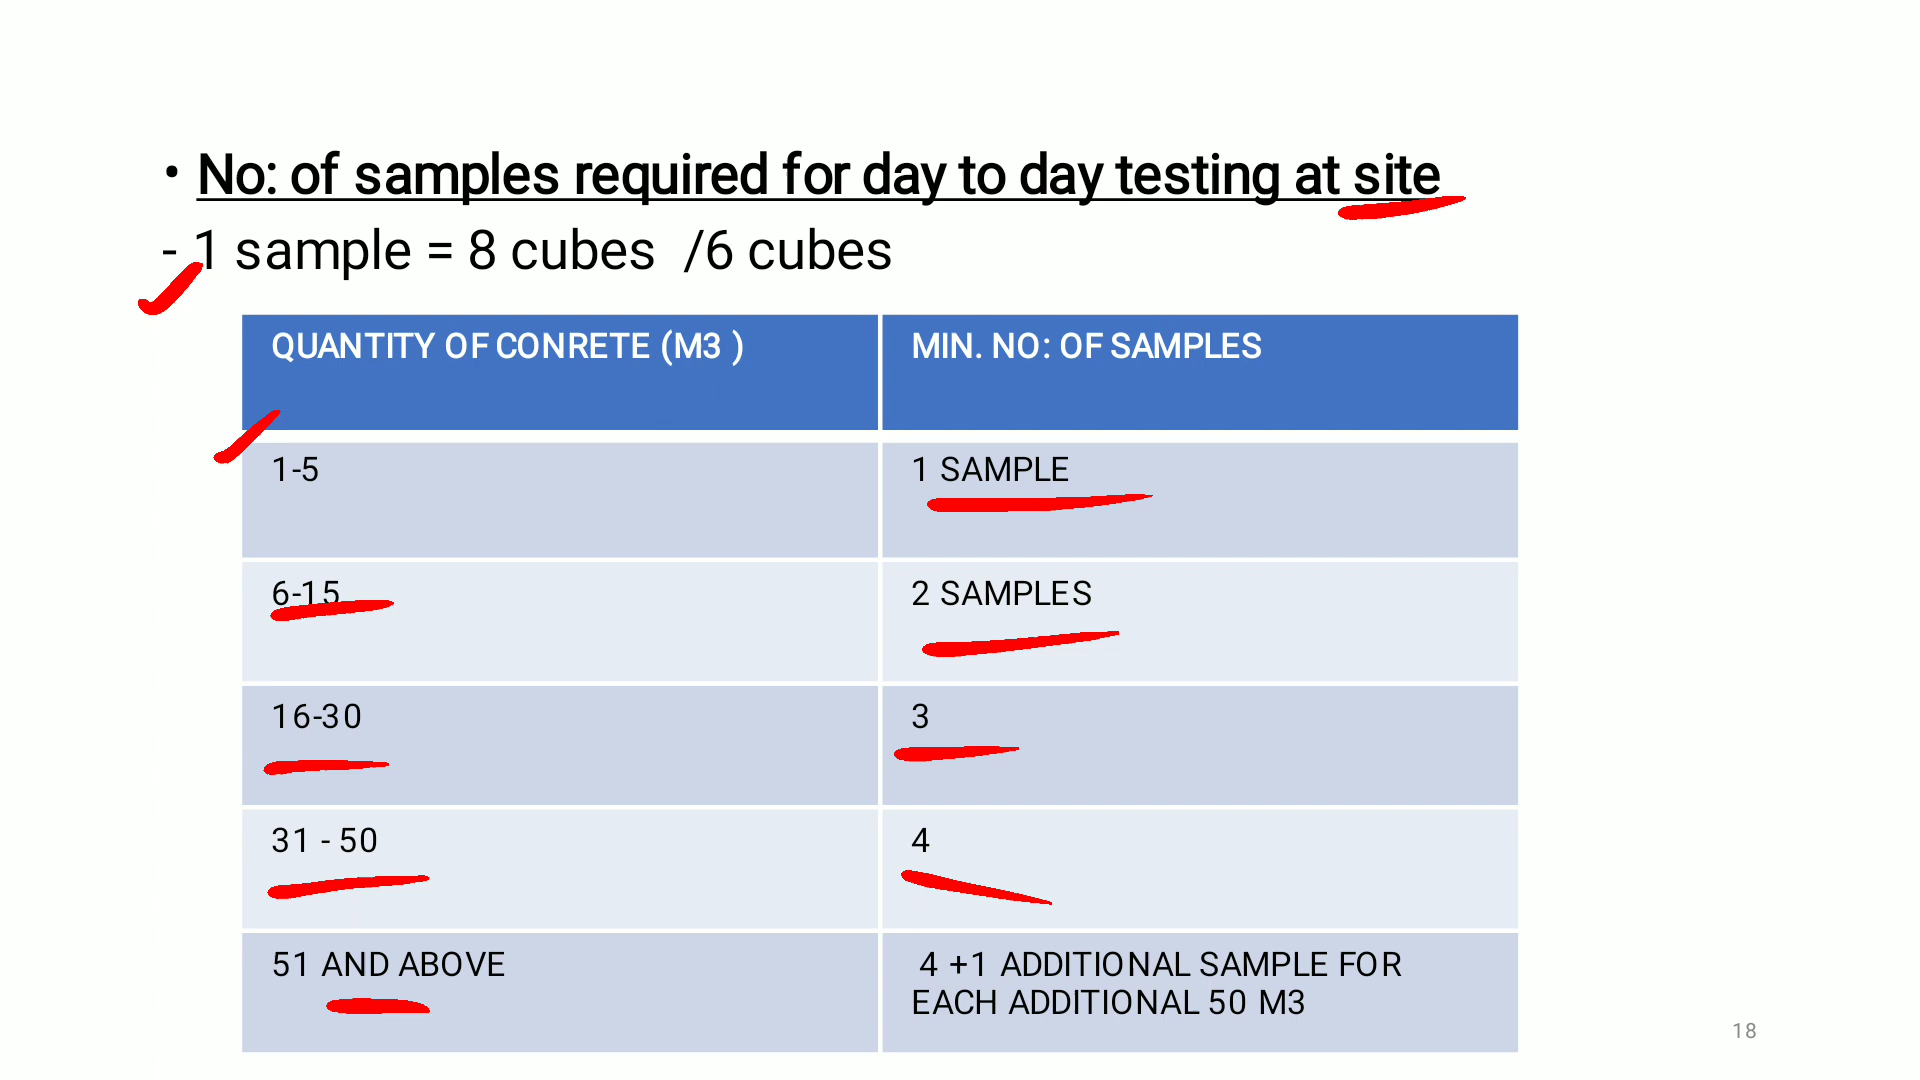 • No: of samples required for day to day testing at site
- 1 sample = 8 cubes /6 cubes
QUANTITY OF CONRETE (M3 )
MIN. NO: OF SAMPLES
1-5
1 SAMPLE
6-15
2 SAMPLES
16-30
3
31 - 50
4
51 AND ABOVE
4 +1 ADDITIONAL SAMPLE FOR
EACH ADDITIONAL 50 M3
18